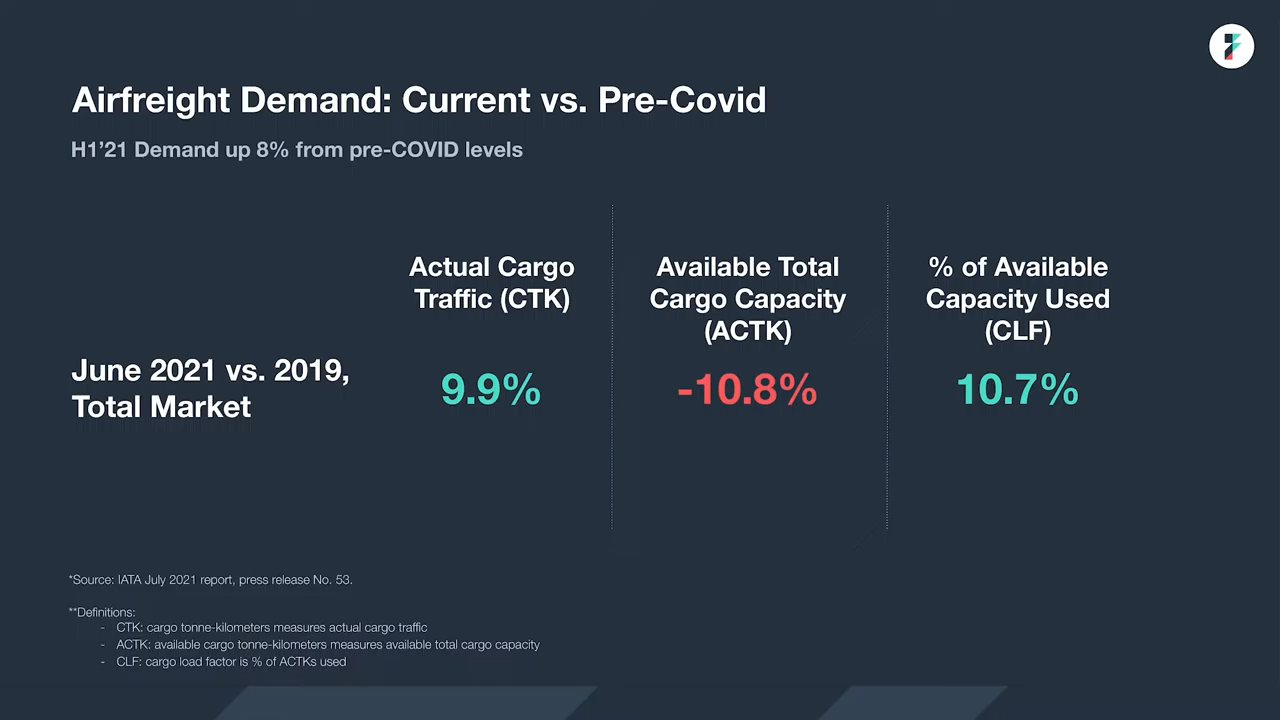 Airfreight Demand: Current vs. Pre-Covid
H1’21 Demand up 8% from pre-COVID levels
Actual Cargo
Traffic (CTK)
Available Total
Cargo Capacity
(ACTK)
% of Available
Capacity Used
(CLF)
June 2021 vs. 2019,
Total Market
9.9%
-10.8%
10.7%
*Source: IATA July 2021 report, press release No. 53.
**Definitions:
- CTK: cargo tonne-kilometers measures actual cargo traffic
- ACTK: available cargo tonne-kilometers measures available total cargo capacity
- CLF: cargo load factor is % of ACTKs used